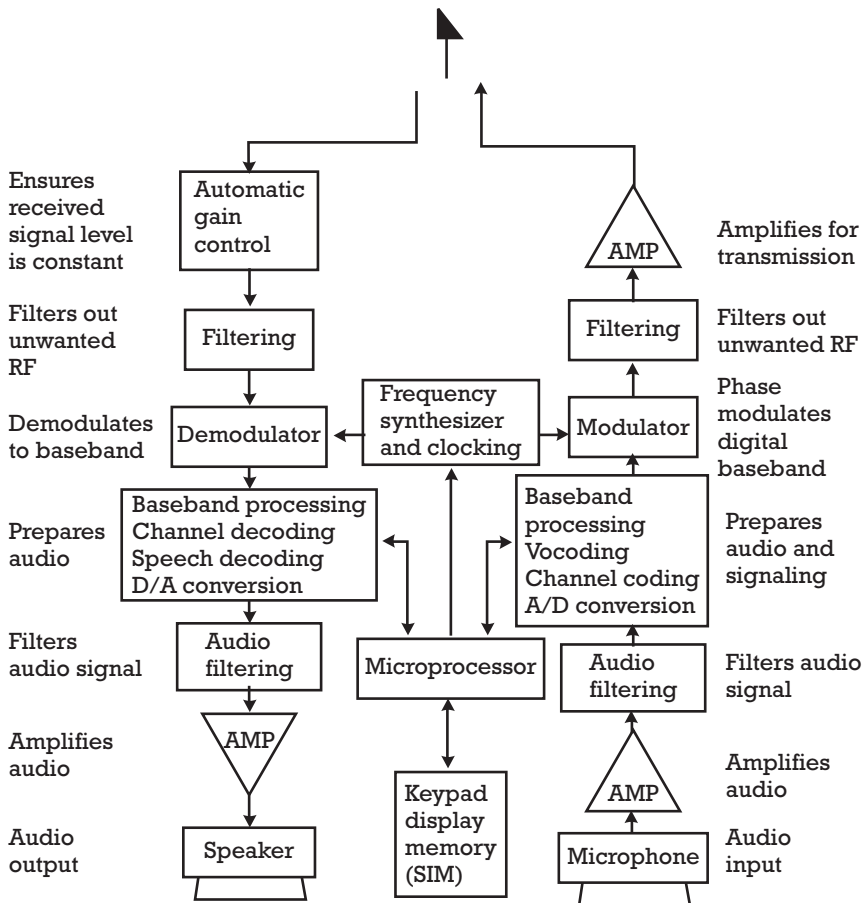 Ensures
received
signal level
is constant
Automatic
gain
control
AMP
Amplifies for
transmission
Filters out
unwanted
RF
Filtering
Filtering
Filters out
unwanted RF
Demodulates
to baseband
Demodulator
Frequency
synthesizer
and clocking
Modulator
Phase
modulates
digital
baseband
Prepares
audio
Baseband processing
Channel decoding
Speech decoding
D/A conversion
Baseband
processing
Vocoding
Channel coding
A/D conversion
Prepares
audio and
signaling
Filters
audio signal
Audio
filtering
Microprocessor
Audio
filtering
Filters audio
signal
Amplifies
audio
AMP
Keypad
display
memory
(SIM)
AMP
Amplifies
audio
Audio
output
Speaker
Microphone
Audio
input